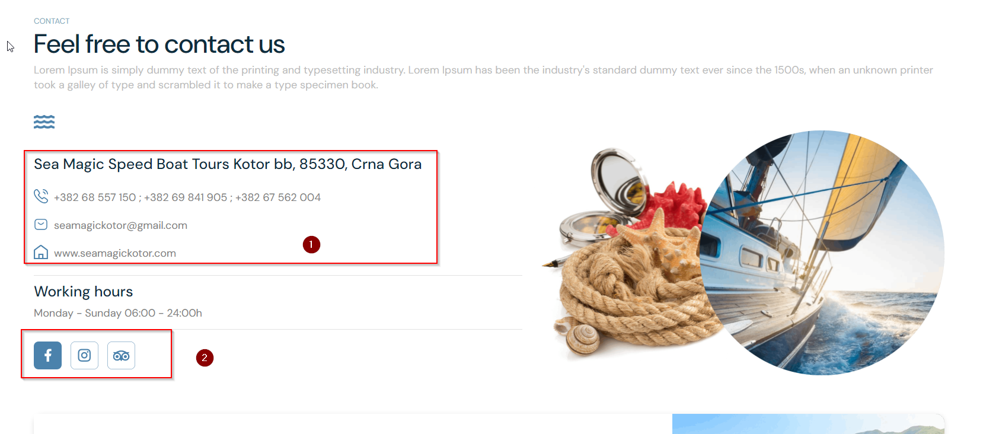 CONTACT
Feel free to contact us
Lorem Ipsum is simply dummy text of the printing and typesetting industry. Lorem Ipsum has been the industry's standard dummy text ever since the 1500s, when an unknown printer
took a galley of type and scrambled it to make a type specimen book.
Sea Magic Speed Boat Tours Kotor bb, 85330, Crna Gora
+382 68 557 150 ; +382 69 841 905 ; +382 67 562 004
seamagickotor@gmail.com
1
www.seamagickotor.com
Working hours
Monday - Sunday 06:00 - 24:00h
2